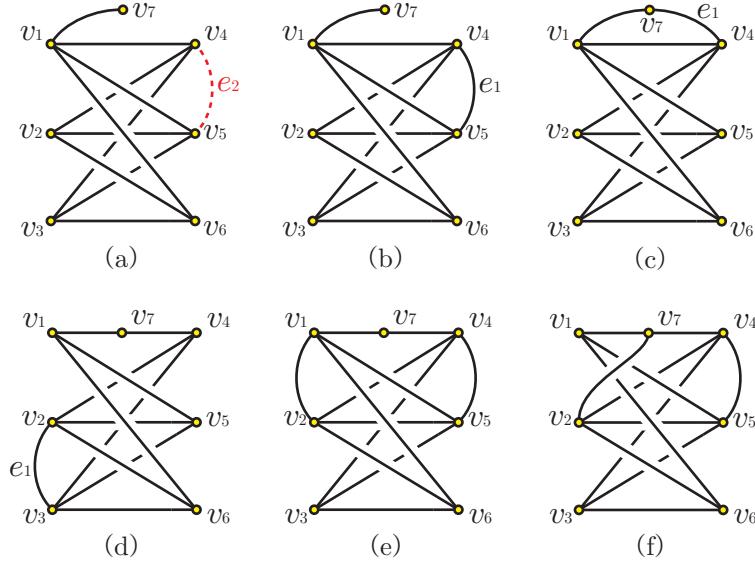 v7 v7
v1 v4 v1 v4 v1 v7 e1 v4
e2 e1
v2 v5 v2 v5 v2 v5
v3 v6 v3 v6 v3 v6
(a) (b) (c)
v1 v7 v4 v1 v7 v4 v1 v7 v4
v2 v5 v2 v5 v2 v5
e1
v3 v6 v3 v6 v3 v6
(d) (e) (f)